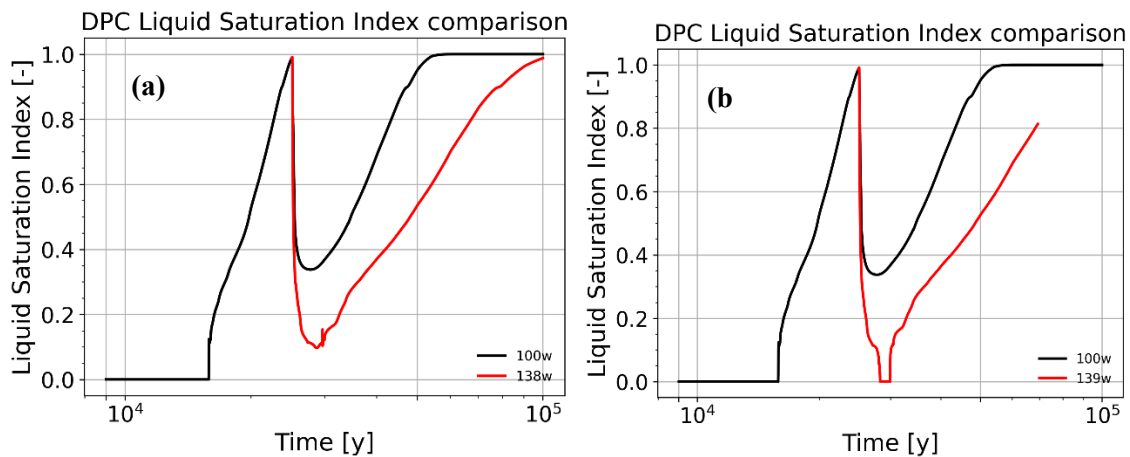 DPC Liquid Saturation Index comparison
(a)
Liquid Saturation Index [-]
1.0
0.8
0.6
0.4
0.2
0.0
100w
138w
10⁴
10⁵
Time [y]
DPC Liquid Saturation Index comparison
(b
Liquid Saturation Index [-]
1.0
0.8
0.6
0.4
0.2
0.0
100w
139w
10⁴
10⁵
Time [y]